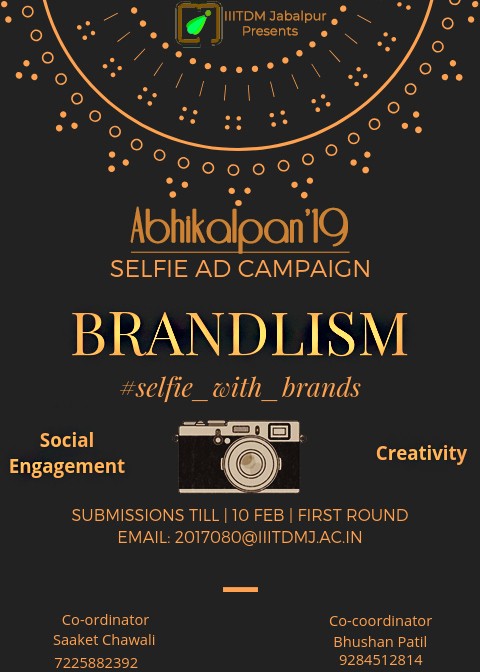 IIITDM Jabalpur
Presents
Abhikalpan'19
SELFIE AD CAMPAIGN
BRANDLISM
#selfie_with_brands
Social
Engagement
Creativity
SUBMISSIONS TILL | 10 FEB | FIRST ROUND
EMAIL: 2017080@IIITDMJ.AC.IN
Co-ordinator
Saaket Chawali
7225882392
Co-coordinator
Bhushan Patil
9284512814